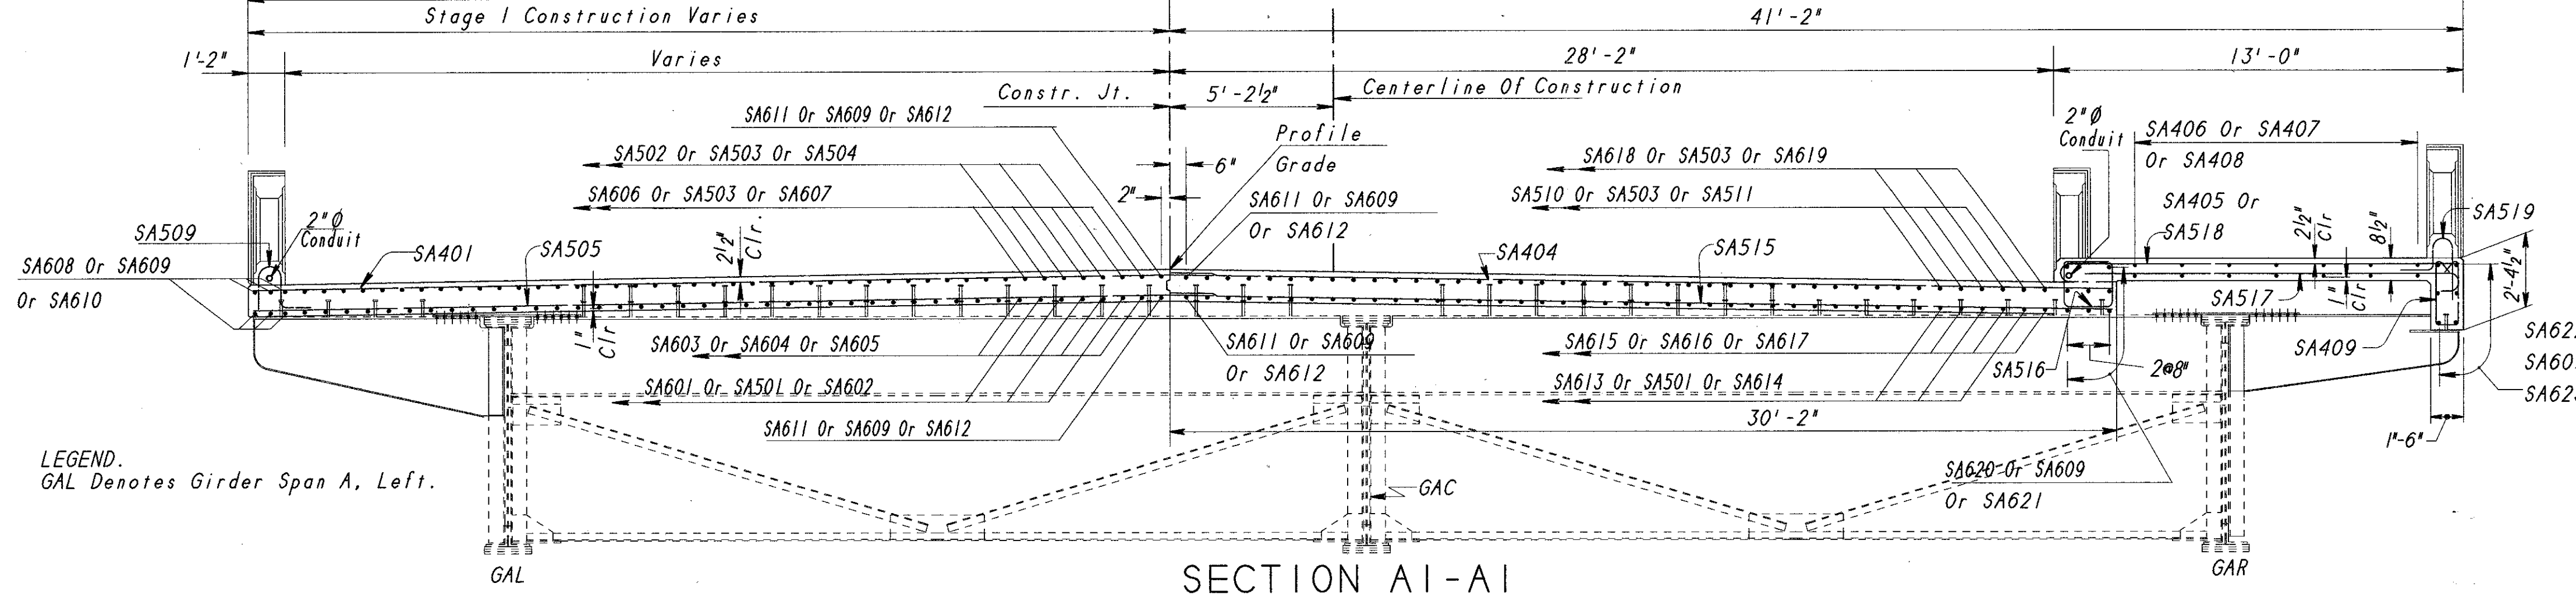 Stage 1 Construction Varies
41'-2"
1'-2"
Varies
28'-2"
13'-0"
Constr. Jt.
5'-2½"
Centerline Of Construction
SA611 Or SA609 Or SA612
Profile
Grade
2" Ø
Conduit
SA406 Or SA407
Or SA408
SA502 Or SA503 Or SA504
6"
SA618 Or SA503 Or SA619
SA606 Or SA503 Or SA607
2"
SA611 Or SA609
Or SA612
SA510 Or SA503 Or SA511
SA405 Or
SA518
2½"
Clr
8½"
SA519
SA509
2" Ø
Conduit
SA401
SA505
2½"
Clr.
SA404
SA515
SA608 Or SA609
Or SA610
SA517
1"
Clr
2'-4½"
1"
Clr
SA603 Or SA604 Or SA605
SA611 Or SA609
Or SA612
SA615 Or SA616 Or SA617
SA516
2@8"
SA409
SA601 Or SA501 Or SA602
SA613 Or SA501 Or SA614
SA611 Or SA609 Or SA612
30'-2"
1'-6"
LEGEND.
GAL Denotes Girder Span A, Left.
SA620 Or SA609
Or SA621
GAC
GAL
SECTION A1-A1
GAR